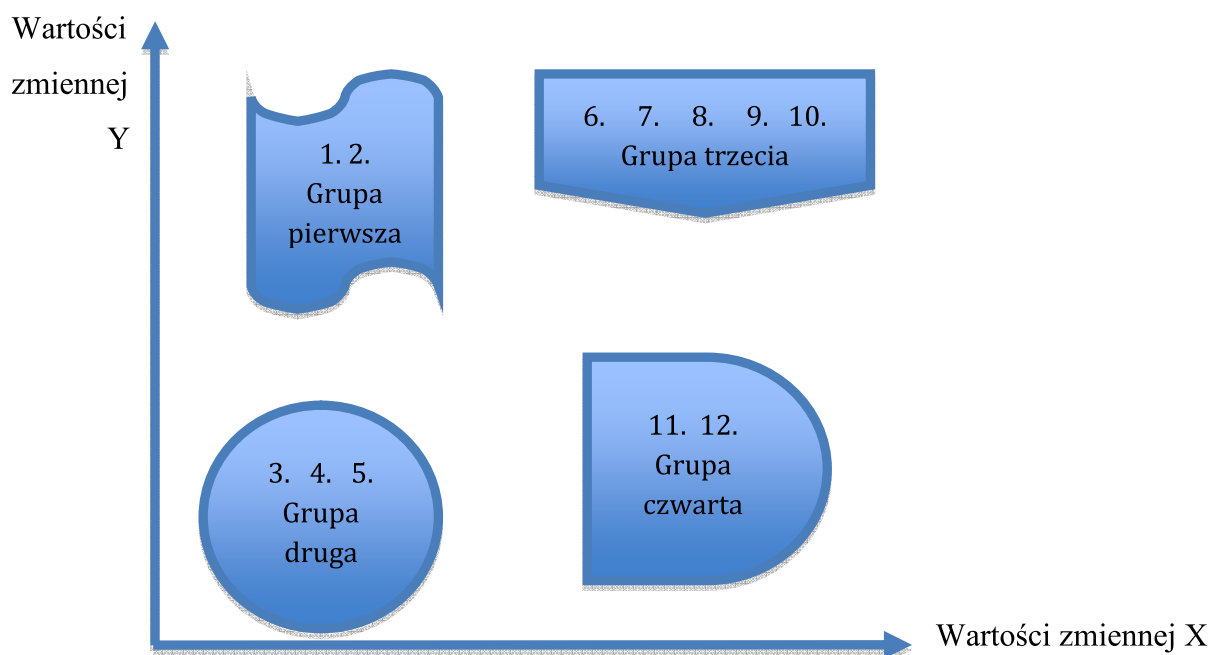 Wartości
zmiennej
Y
1. 2.
Grupa
pierwsza
6. 7. 8. 9. 10.
Grupa trzecia
3. 4. 5.
Grupa
druga
11. 12.
Grupa
czwarta
Wartości zmiennej X